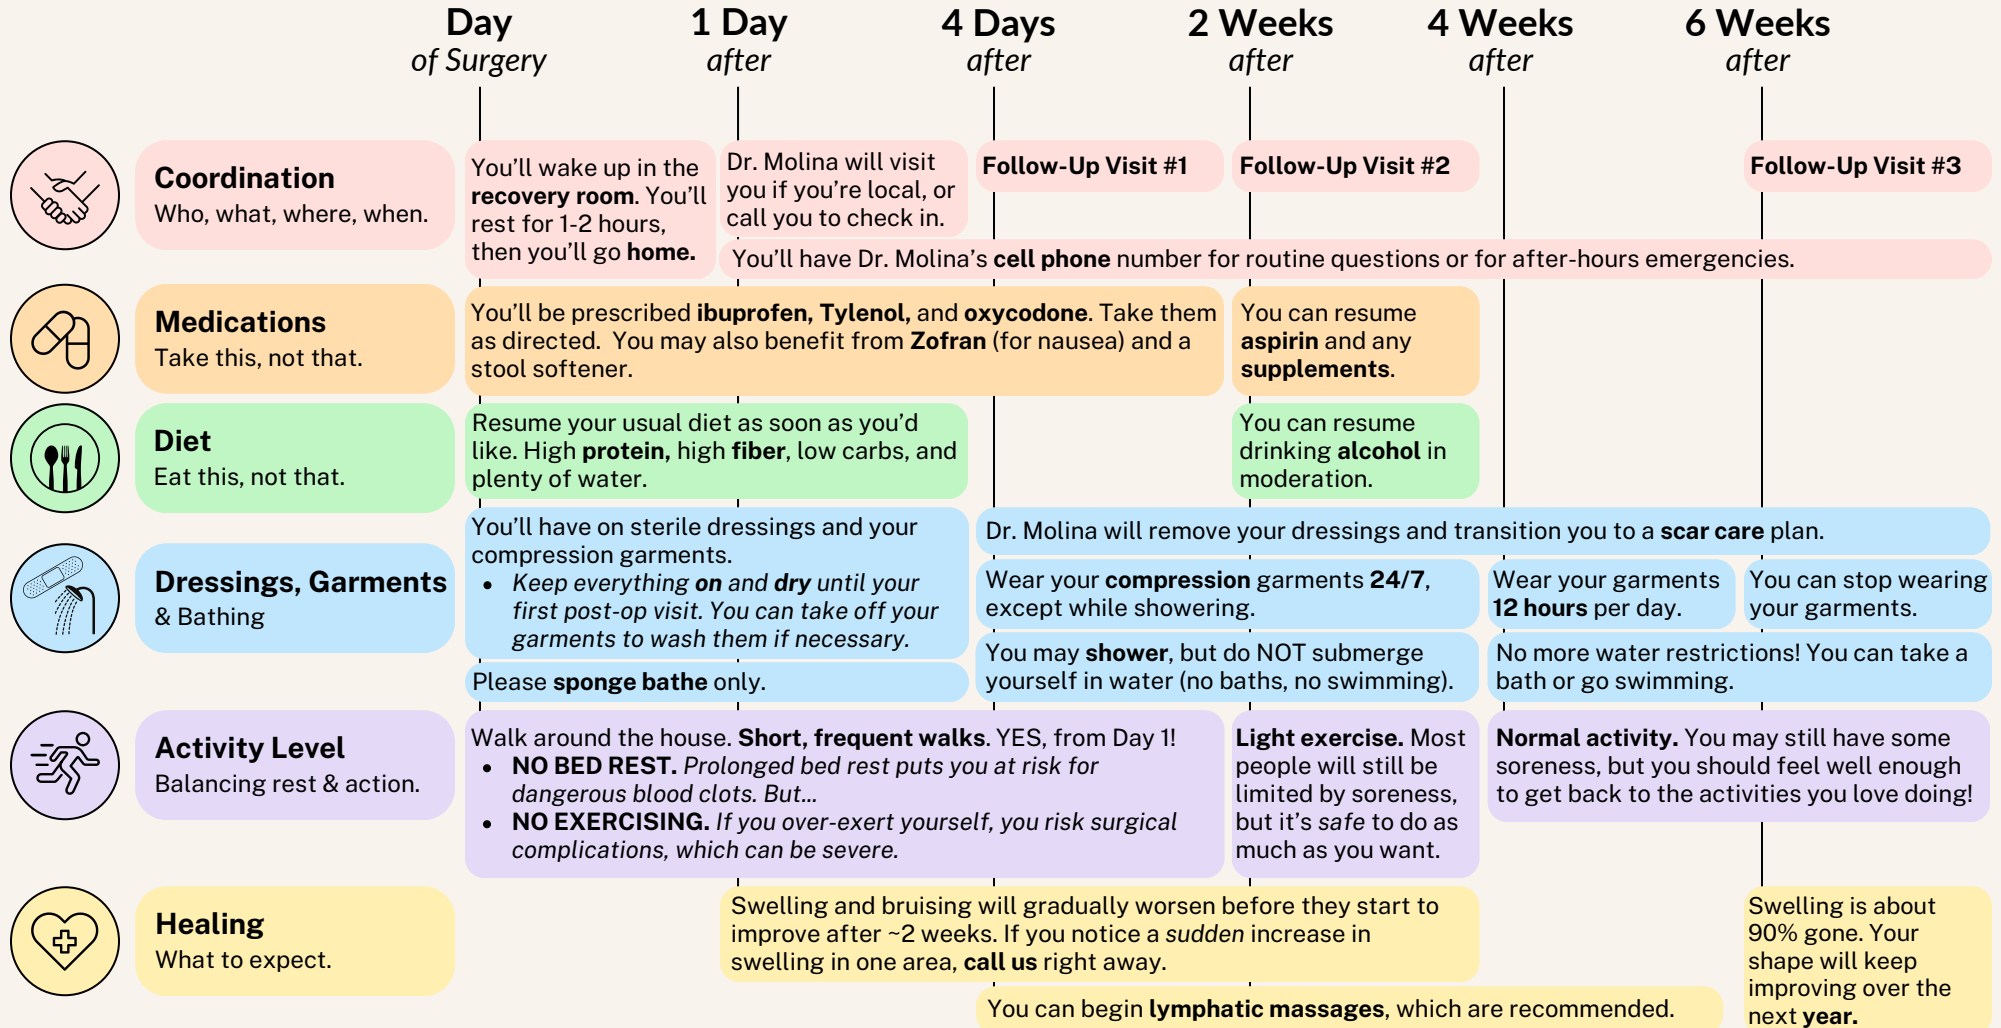 Day
of Surgery
1 Day
after
4 Days
after
2 Weeks
after
4 Weeks
after
6 Weeks
after
Coordination
Who, what, where, when.
You'll wake up in the
recovery room. You'll
rest for 1-2 hours,
then you'll go home.
Dr. Molina will visit
you if you're local, or
call you to check in.
Follow-Up Visit #1
Follow-Up Visit #2
Follow-Up Visit #3
You'll have Dr. Molina's cell phone number for routine questions or for after-hours emergencies.
Medications
Take this, not that.
You'll be prescribed ibuprofen, Tylenol, and oxycodone. Take them
as directed. You may also benefit from Zofran (for nausea) and a
stool softener.
You can resume
aspirin and any
supplements.
Diet
Eat this, not that.
Resume your usual diet as soon as you'd
like. High protein, high fiber, low carbs, and
plenty of water.
You can resume
drinking alcohol in
moderation.
Dressings, Garments
& Bathing
You'll have on sterile dressings and your
compression garments.
• Keep everything on and dry until your
first post-op visit. You can take off your
garments to wash them if necessary.
Please sponge bathe only.
Dr. Molina will remove your dressings and transition you to a scar care plan.
Wear your compression garments 24/7,
except while showering.
Wear your garments
12 hours per day.
You can stop wearing
your garments.
You may shower, but do NOT submerge
yourself in water (no baths, no swimming).
No more water restrictions! You can take a
bath or go swimming.
Activity Level
Balancing rest & action.
Walk around the house. Short, frequent walks. YES, from Day 1!
• NO BED REST. Prolonged bed rest puts you at risk for
dangerous blood clots. But...
• NO EXERCISING. If you over-exert yourself, you risk surgical
complications, which can be severe.
Light exercise. Most
people will still be
limited by soreness,
but it's safe to do as
much as you want.
Normal activity. You may still have some
soreness, but you should feel well enough
to get back to the activities you love doing!
Healing
What to expect.
Swelling and bruising will gradually worsen before they start to
improve after ~2 weeks. If you notice a sudden increase in
swelling in one area, call us right away.
You can begin lymphatic massages, which are recommended.
Swelling is about
90% gone. Your
shape will keep
improving over the
next year.